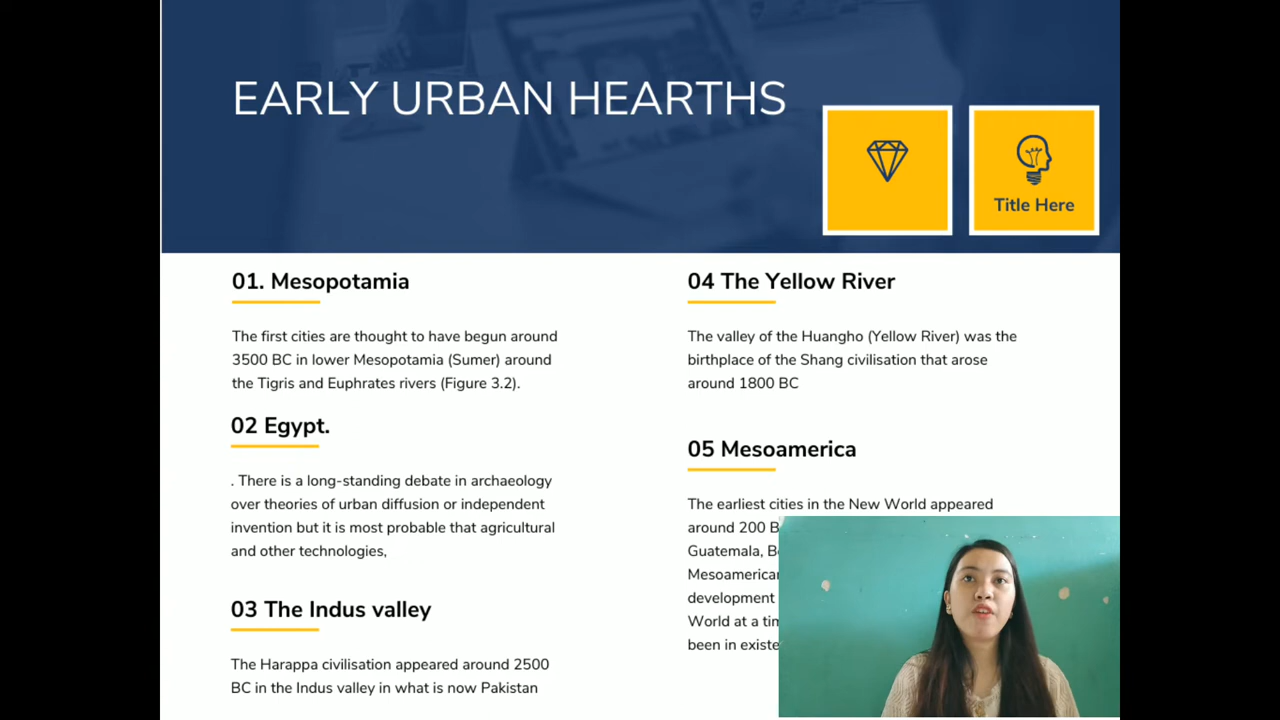 EARLY URBAN HEARTHS
Title Here
01. Mesopotamia
The first cities are thought to have begun around
3500 BC in lower Mesopotamia (Sumer) around
the Tigris and Euphrates rivers (Figure 3.2).
02 Egypt.
. There is a long-standing debate in archaeology
over theories of urban diffusion or independent
invention but it is most probable that agricultural
and other technologies,
03 The Indus valley
The Harappa civilisation appeared around 2500
BC in the Indus valley in what is now Pakistan
04 The Yellow River
The valley of the Huangho (Yellow River) was the
birthplace of the Shang civilisation that arose
around 1800 BC
05 Mesoamerica
The earliest cities in the New World appeared
around 200
Guatemala,
development
World at a
been in